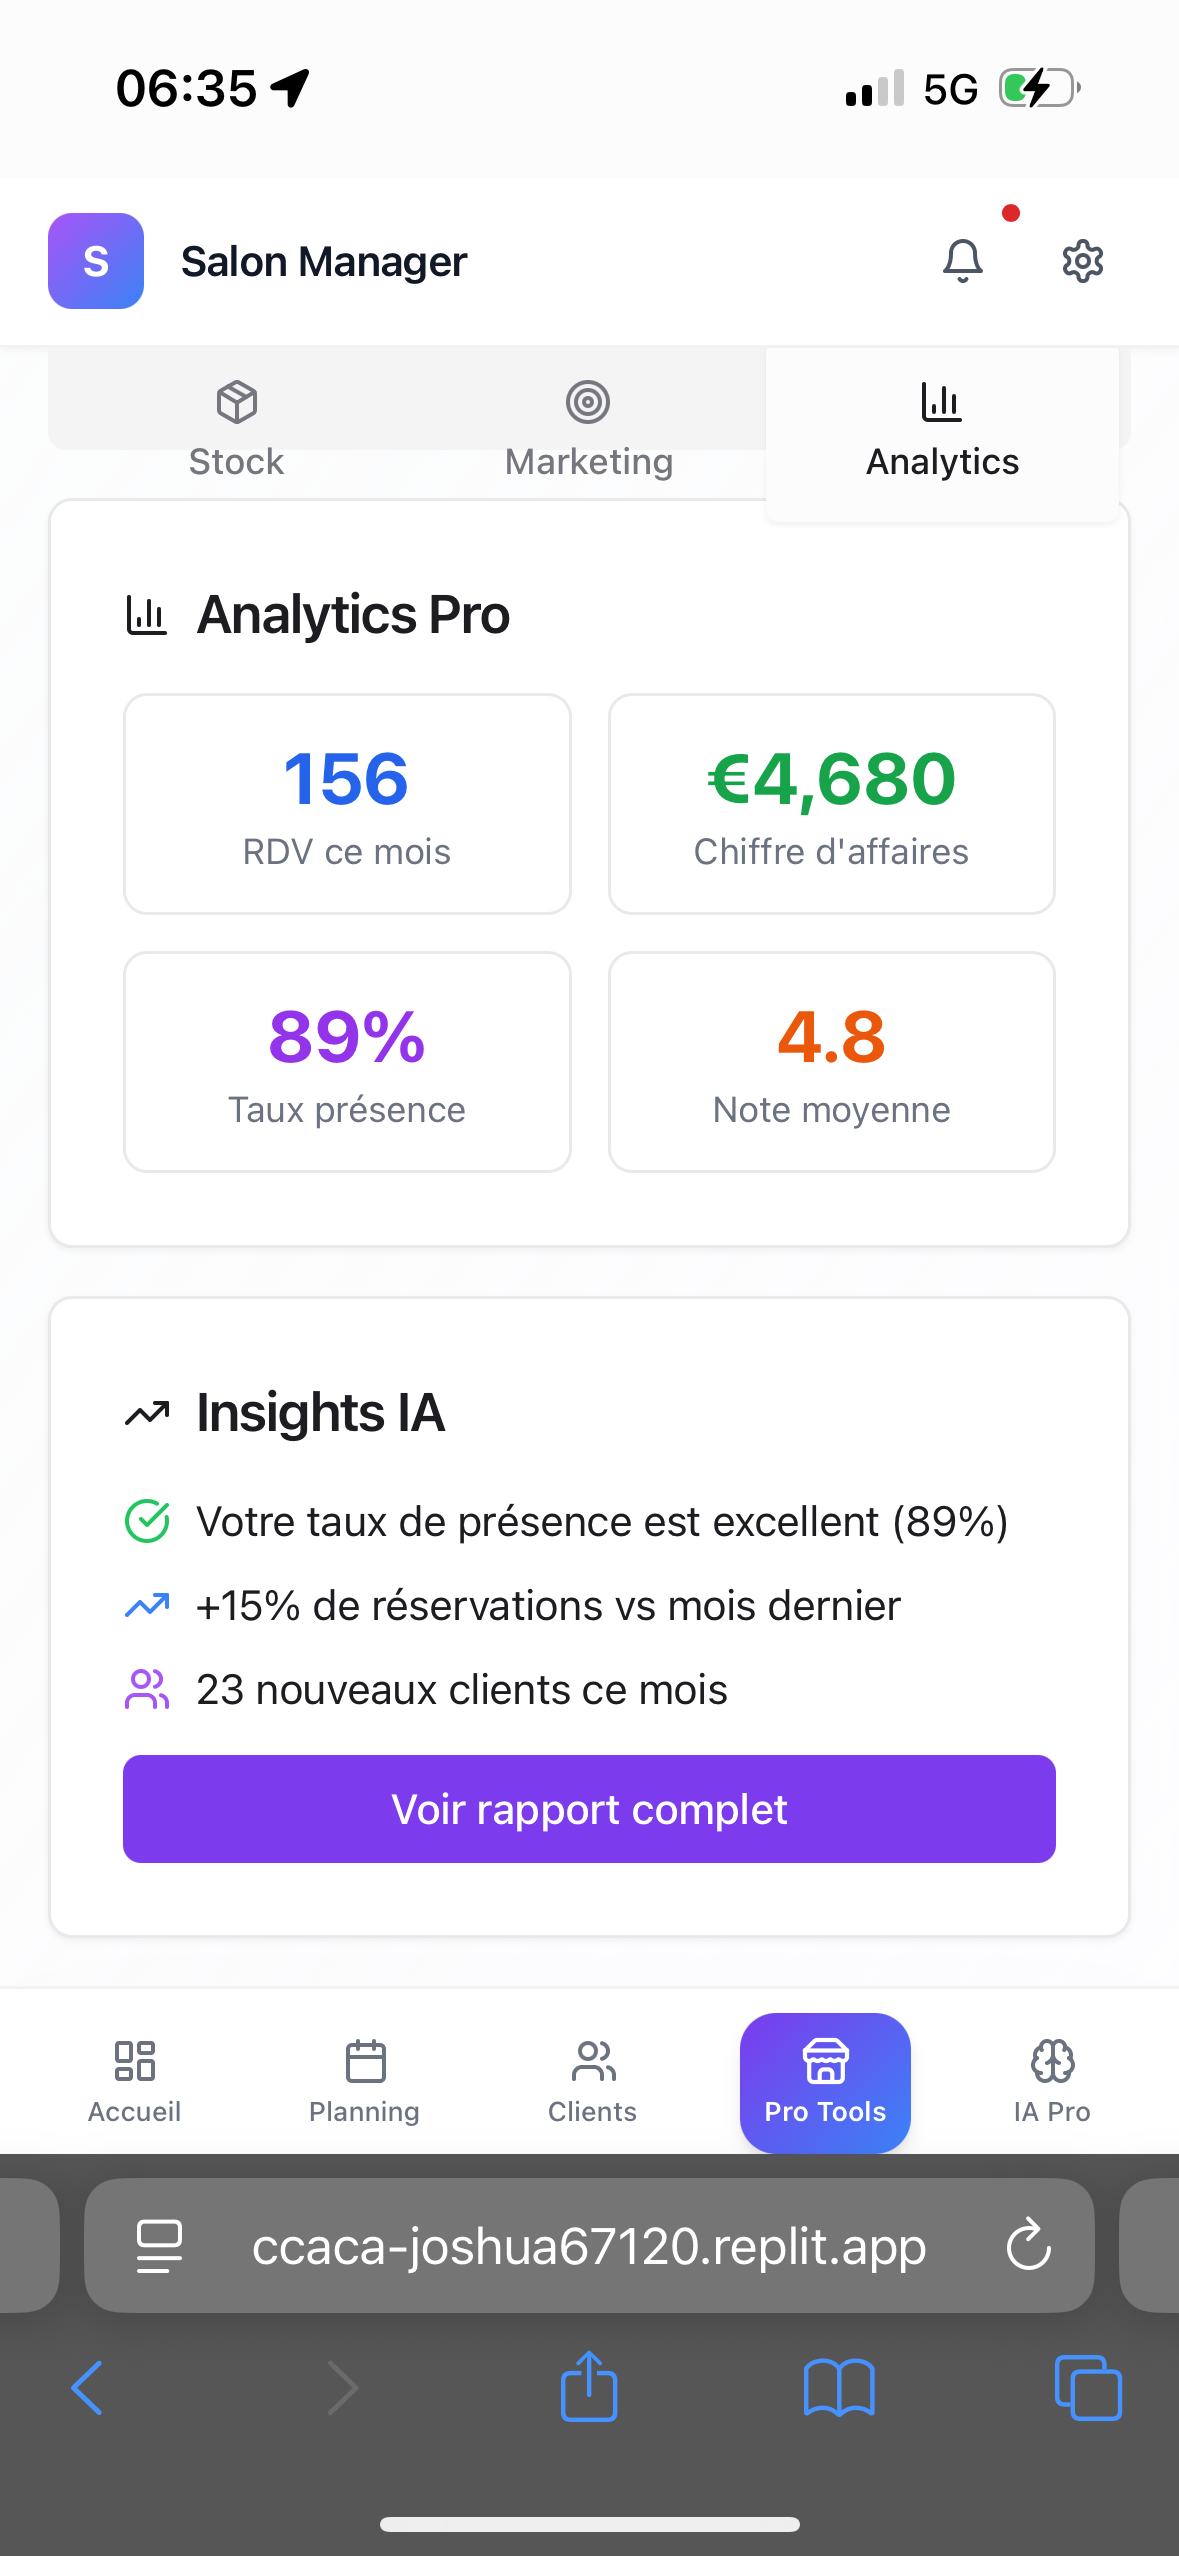 06:35
5G
S
Salon Manager
Stock
Marketing
Analytics
Analytics Pro
156
RDV ce mois
€4,680
Chiffre d'affaires
89%
Taux présence
4.8
Note moyenne
Insights IA
Votre taux de présence est excellent (89%)
+15% de réservations vs mois dernier
23 nouveaux clients ce mois
Voir rapport complet
Accueil
Planning
Clients
Pro Tools
IA Pro
ccaca-joshua67120.replit.app